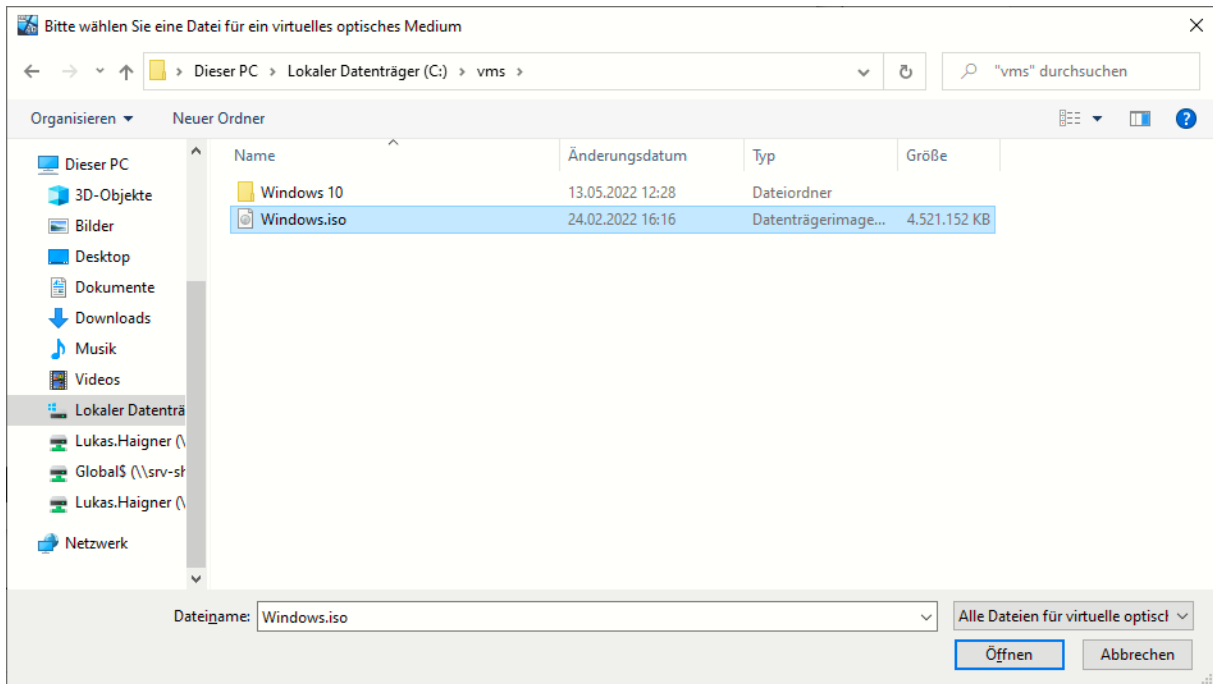 Bitte wählen Sie eine Datei für ein virtuelles optisches Medium
Dieser PC > Lokaler Datenträger (C:) > vms >
"vms" durchsuchen
Organisieren
Neuer Ordner
Name
Änderungsdatum
Typ
Größe
Windows 10
13.05.2022 12:28
Dateiordner
Windows.iso
24.02.2022 16:16
Datenträgerimage...
4.521.152 KB
Dieser PC
3D-Objekte
Bilder
Desktop
Dokumente
Downloads
Musik
Videos
Lokaler Datenträ
Lukas.Haigner (\
Global$ (\\srv-sh
Lukas.Haigner (\
Netzwerk
Dateiname:
Windows.iso
Alle Dateien für virtuelle optisch
Öffnen
Abbrechen